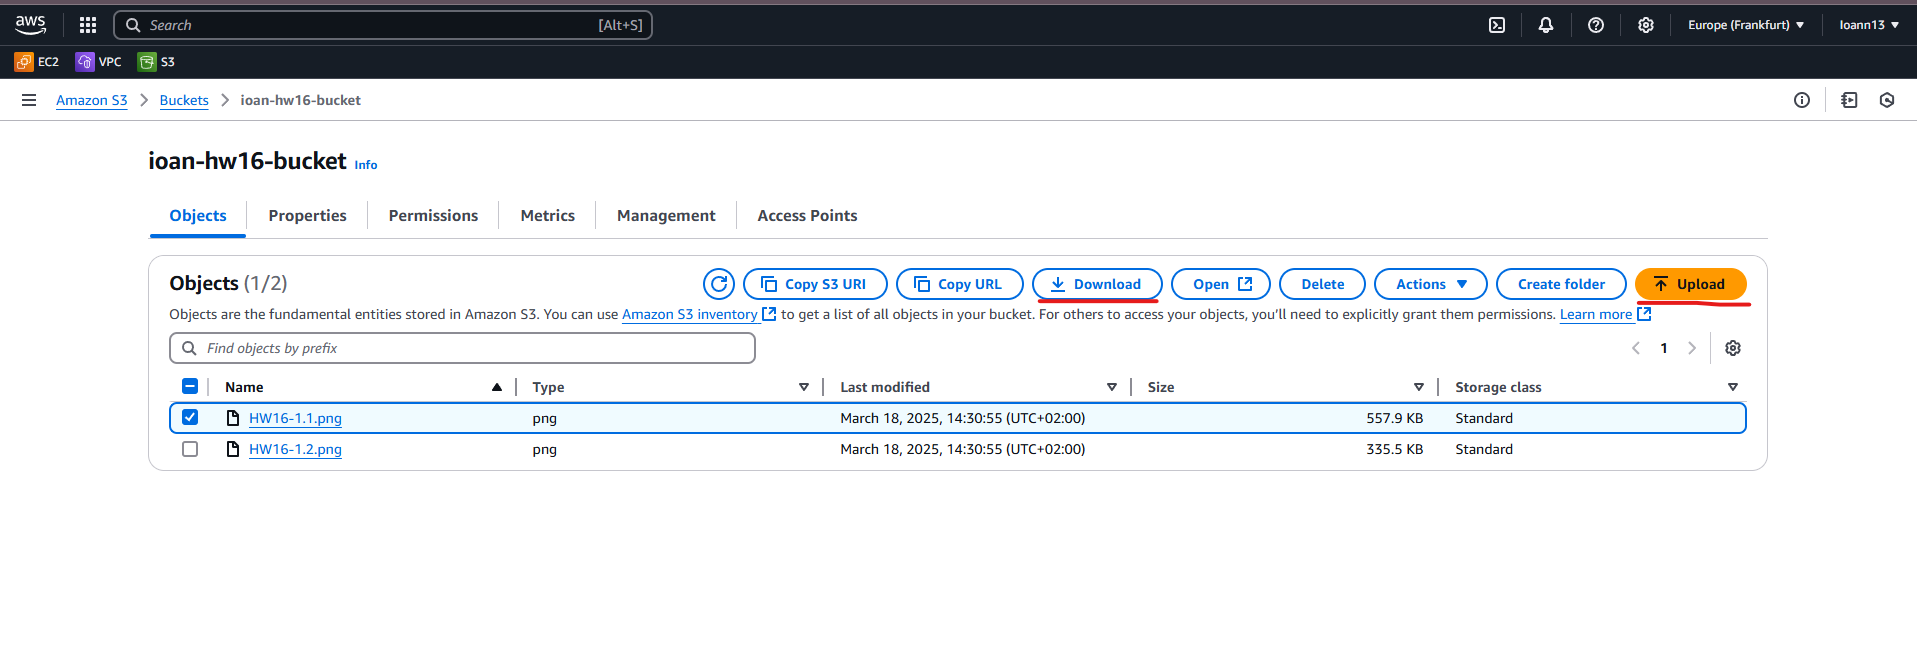 aws Search [Alt+S] Europe (Frankfurt) Ioann13
EC2 VPC S3
Amazon S3 Buckets ioan-hw16-bucket
ioan-hw16-bucket Info
Objects Properties Permissions Metrics Management Access Points
Objects (1/2) Copy S3 URI Copy URL Download Open Delete Actions Create folder Upload
Objects are the fundamental entities stored in Amazon S3. You can use Amazon S3 inventory to get a list of all objects in your bucket. For others to access your objects, you'll need to explicitly grant them permissions. Learn more
Find objects by prefix 1
Name Type Last modified Size Storage class
HW16-1.1.png png March 18, 2025, 14:30:55 (UTC+02:00) 557.9 KB Standard
HW16-1.2.png png March 18, 2025, 14:30:55 (UTC+02:00) 335.5 KB Standard